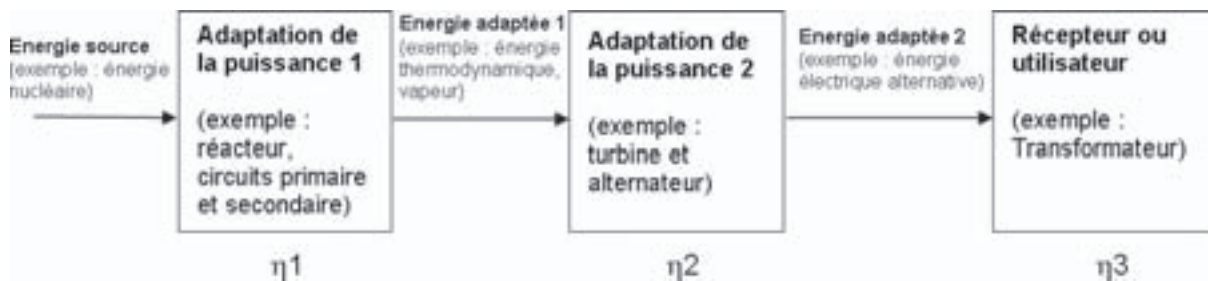 Energie source
(exemple : énergie
nucléaire)
Adaptation de
la puissance 1
(exemple :
réacteur,
circuits primaire
et secondaire)
η1
Energie adaptée 1
(exemple : énergie
thermodynamique,
vapeur)
Adaptation de
la puissance 2
(exemple :
turbine et
alternateur)
η2
Energie adaptée 2
(exemple : énergie
électrique alternative)
Récepteur ou
utilisateur
(exemple :
Transformateur)
η3